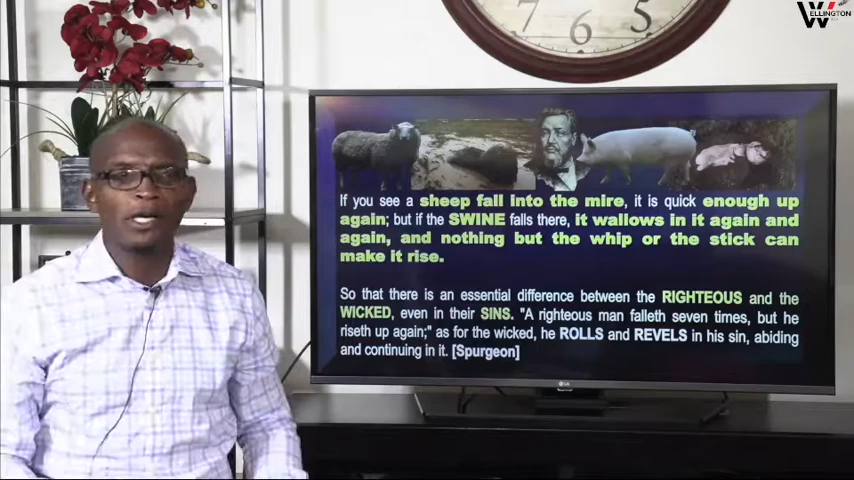 WELLINGTON
7 6 5
If you see a sheep fall into the mire, it is quick enough up
again; but if the SWINE falls there, it wallows in it again and
again, and nothing but the whip or the stick can
make it rise.
So that there is an essential difference between the RIGHTEOUS and the
WICKED, even in their SINS. "A righteous man falleth seven times, but he
riseth up again;" as for the wicked, he ROLLS and REVELS in his sin, abiding
and continuing in it. [Spurgeon]
LG